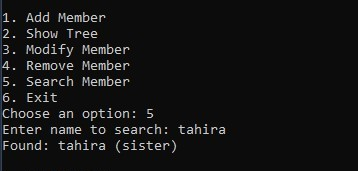 1. Add Member
2. Show Tree
3. Modify Member
4. Remove Member
5. Search Member
6. Exit
Choose an option: 5
Enter name to search: tahira
Found: tahira (sister)